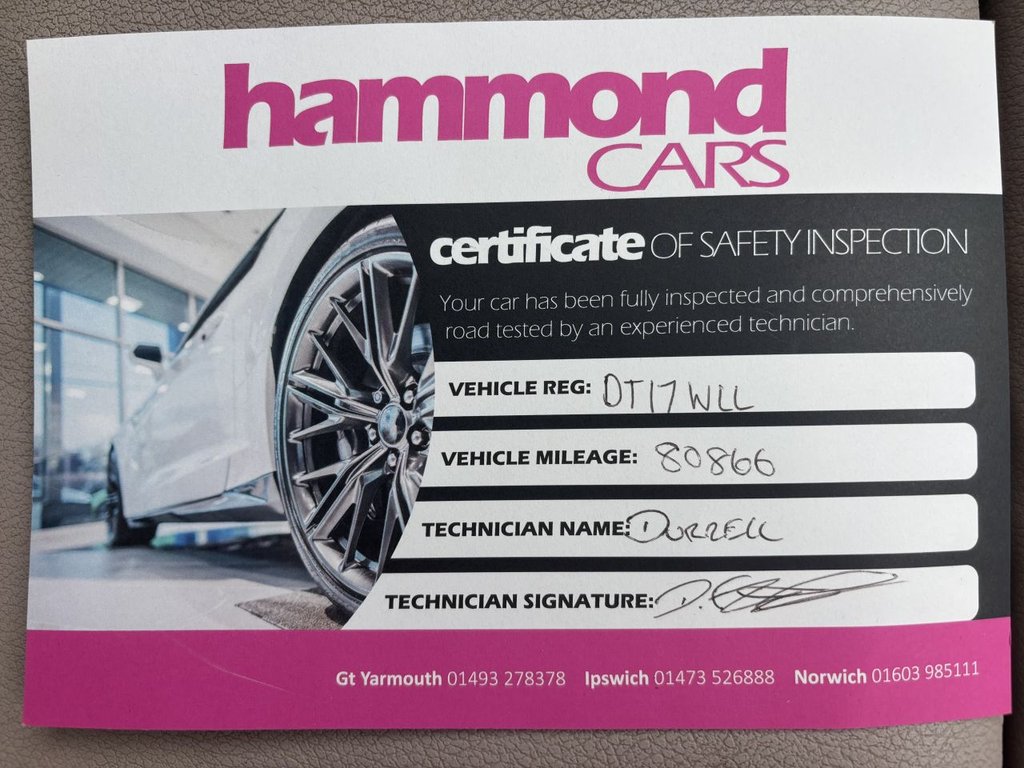 hammond
CARS
certificate OF SAFETY INSPECTION
Your car has been fully inspected and comprehensively
road tested by an experienced technician.
VEHICLE REG: DT17 WLL
VEHICLE MILEAGE: 80866
TECHNICIAN NAME: DURRELL
TECHNICIAN SIGNATURE:
Gt Yarmouth 01493 278378 Ipswich 01473 526888 Norwich 01603 985111